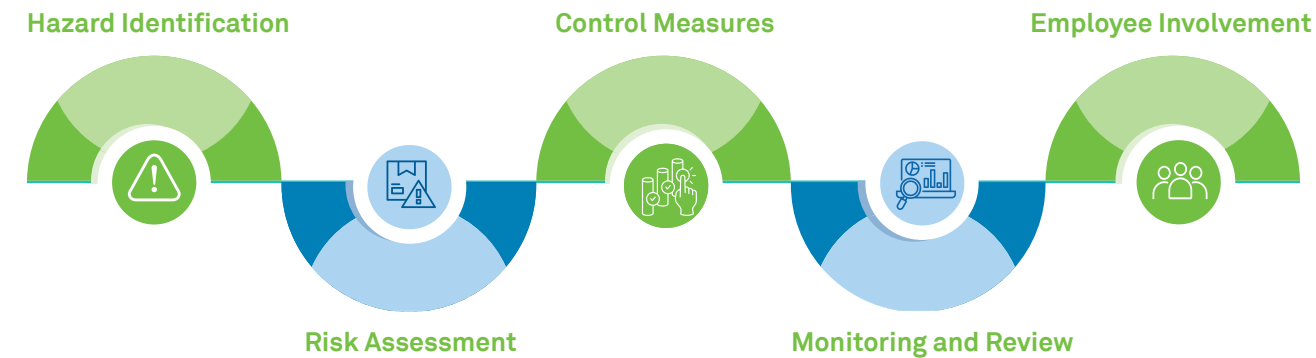 Hazard Identification
Control Measures
Employee Involvement
Risk Assessment
Monitoring and Review